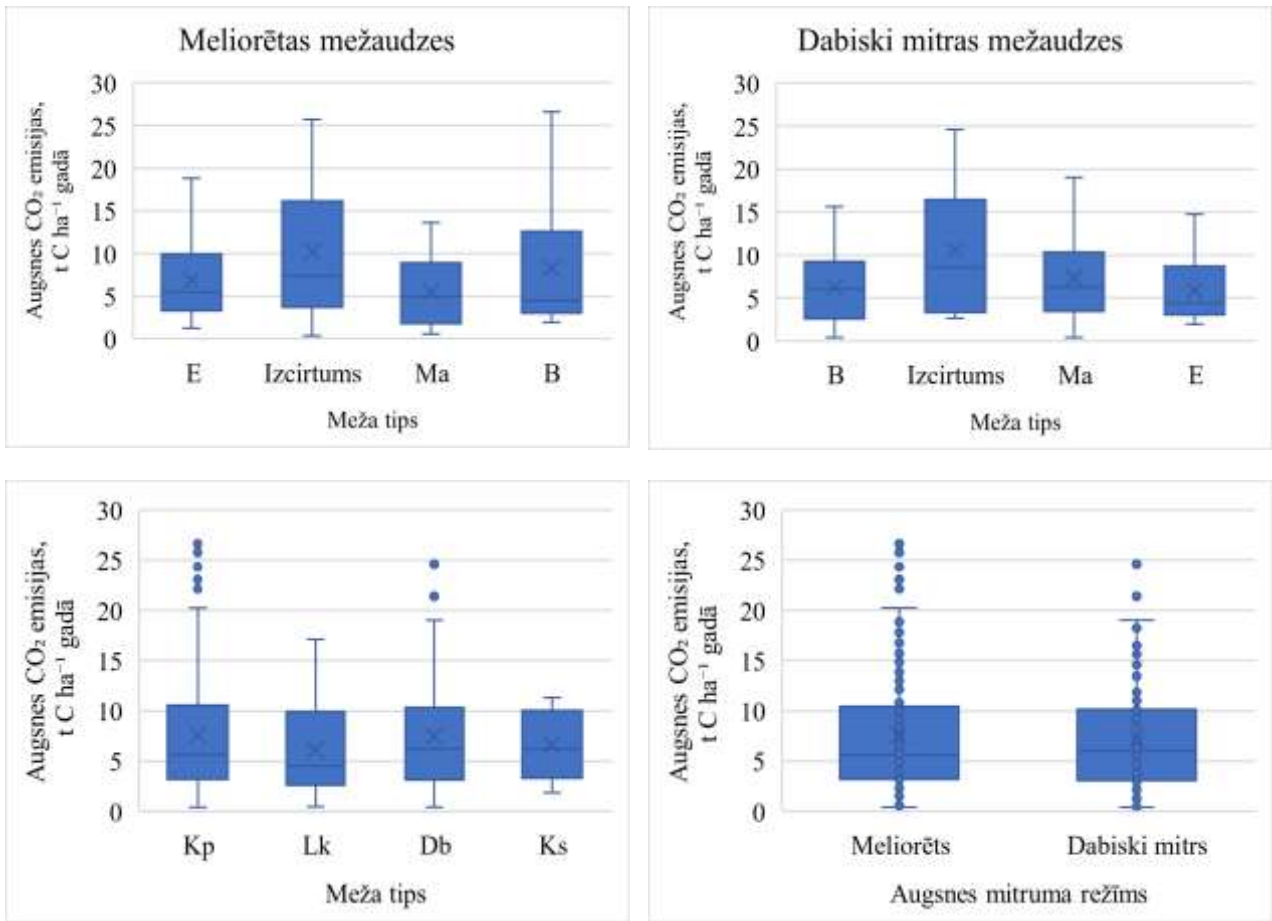 Meliorētas mežaudzes
Augsnes CO₂ emisijas,
t C ha⁻¹ gadā
30
25
20
15
10
5
0
E Izcirtums Ma B
Meža tips
Dabiski mitras mežaudzes
Augsnes CO₂ emisijas,
t C ha⁻¹ gadā
30
25
20
15
10
5
0
B Izcirtums Ma E
Meža tips
Augsnes CO₂ emisijas,
t C ha⁻¹ gadā
30
25
20
15
10
5
0
Kp Lk Db Ks
Meža tips
Augsnes CO₂ emisijas,
t C ha⁻¹ gadā
30
25
20
15
10
5
0
Meliorēts Dabiski mitrs
Augsnes mitruma režīms